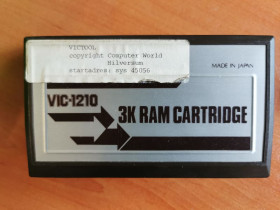 VICTOOL
copyright Computer World
Hilversum
startadres: sys 45056
MADE IN JAPAN
VIC-1210
3K RAM CARTRIDGE